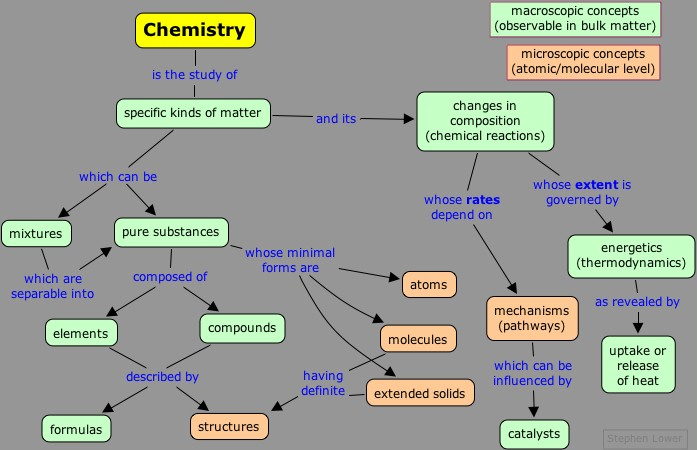 Chemistry
macroscopic concepts
(observable in bulk matter)
microscopic concepts
(atomic/molecular level)
is the study of
specific kinds of matter
and its
changes in
composition
(chemical reactions)
which can be
whose rates
depend on
whose extent is
governed by
mixtures
pure substances
which are
separable into
composed of
whose minimal
forms are
energetics
(thermodynamics)
atoms
as revealed by
elements
compounds
molecules
mechanisms
(pathways)
uptake or
release
of heat
described by
having
definite
extended solids
which can be
influenced by
formulas
structures
catalysts
Stephen Lower